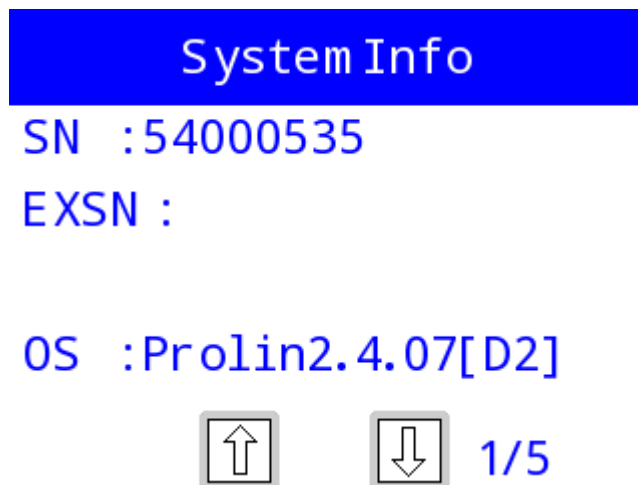 System Info
SN :54000535
EXSN :
OS :Prolin2.4.07[D2]
1/5